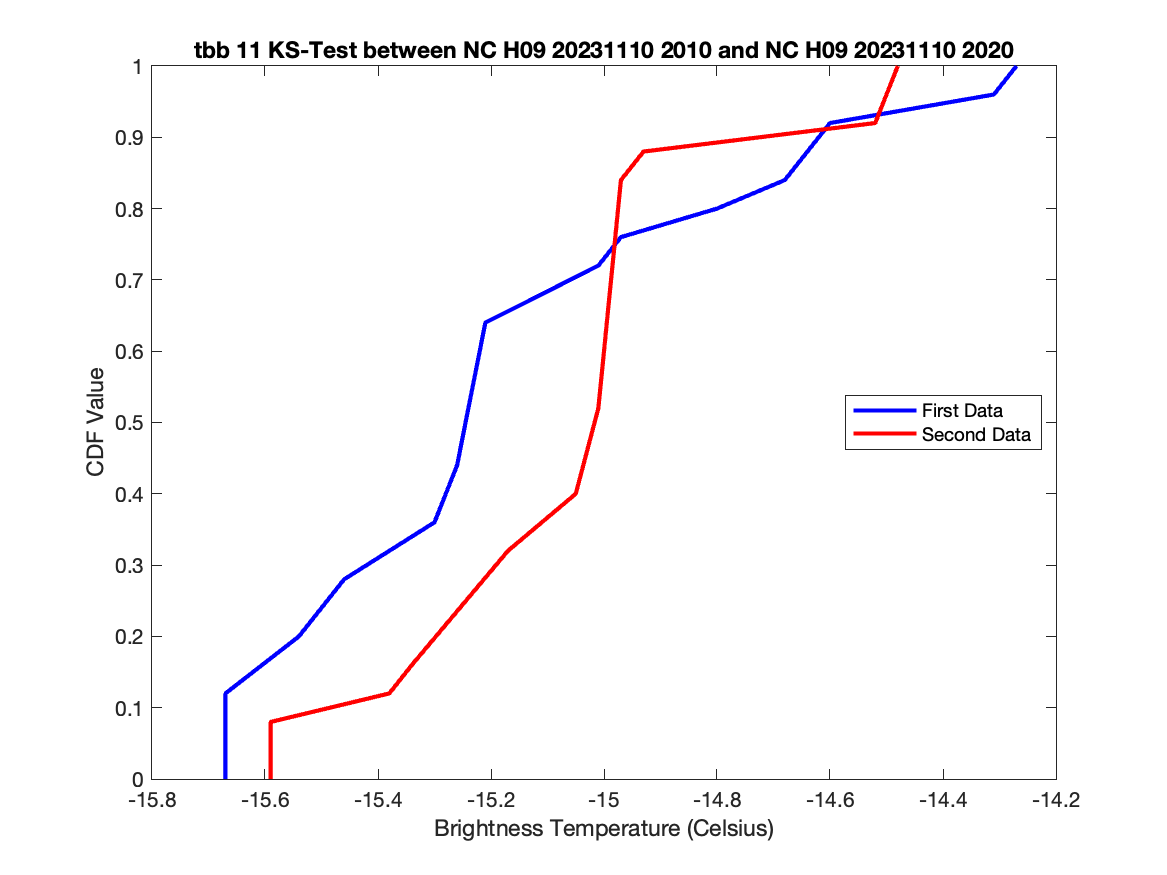 tbb 11 KS-Test between NC H09 20231110 2010 and NC H09 20231110 2020
1
0.9
0.8
0.7
0.6
0.5
0.4
0.3
0.2
0.1
0
CDF Value
First Data
Second Data
-15.8 -15.6 -15.4 -15.2 -15 -14.8 -14.6 -14.4 -14.2
Brightness Temperature (Celsius)